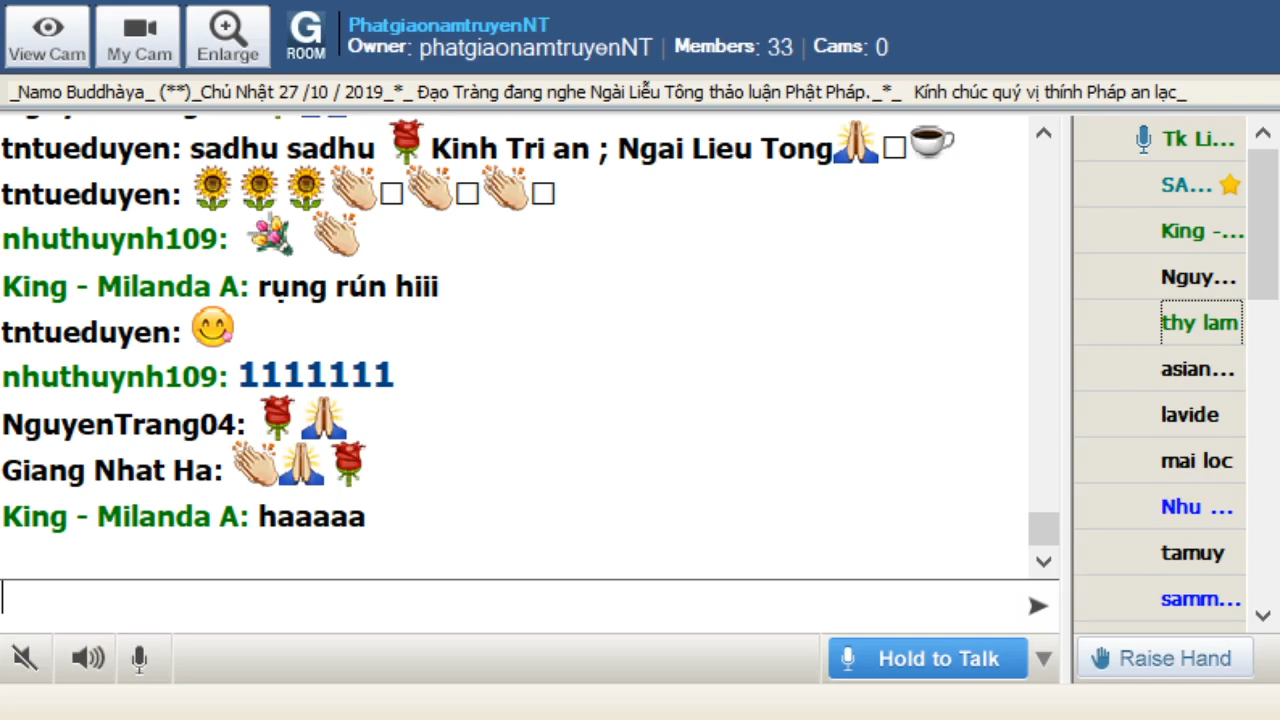 View Cam
My Cam
Enlarge
G ROOM
PhatgiaonamtruyenNT
Owner: phatgiaonamtruyenNT | Members: 33 | Cams: 0
_Namo Buddhàya_ (**)_Chủ Nhật 27 /10 / 2019_*_ Đạo Tràng đang nghe Ngài Liễu Tông thảo luận Phật Pháp._*_ Kính chúc quý vị thính Pháp an lạc_
tntueduyen: sadhu sadhu 🌹Kinh Tri an ; Ngai Lieu Tong🙏□☕
tntueduyen: 🌻🌻🌻👏□👏□👏□
nhuthuynh109: 💐 👏
King - Milanda A: rụng rún hiii
tntueduyen: 😋
nhuthuynh109: 1111111
NguyenTrang04: 🌹🙏
Giang Nhat Ha: 👏🙏🌹
King - Milanda A: haaaaa
Hold to Talk
Tk Li...
SA...
King -...
Nguy...
thy lam
asian...
lavide
mai loc
Nhu ...
tamuy
samm...
Raise Hand